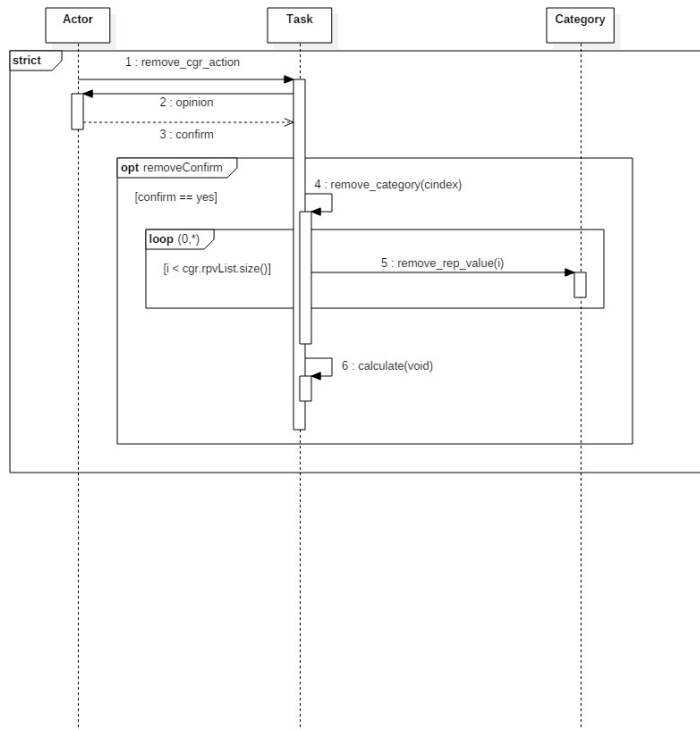 Actor
Task
Category
strict
1 : remove_cgr_action
2 : opinion
3 : confirm
opt removeConfirm
4 : remove_category(cindex)
[confirm == yes]
loop (0,*)
[i < cgr.rpvList.size()]
5 : remove_rep_value(i)
6 : calculate(void)